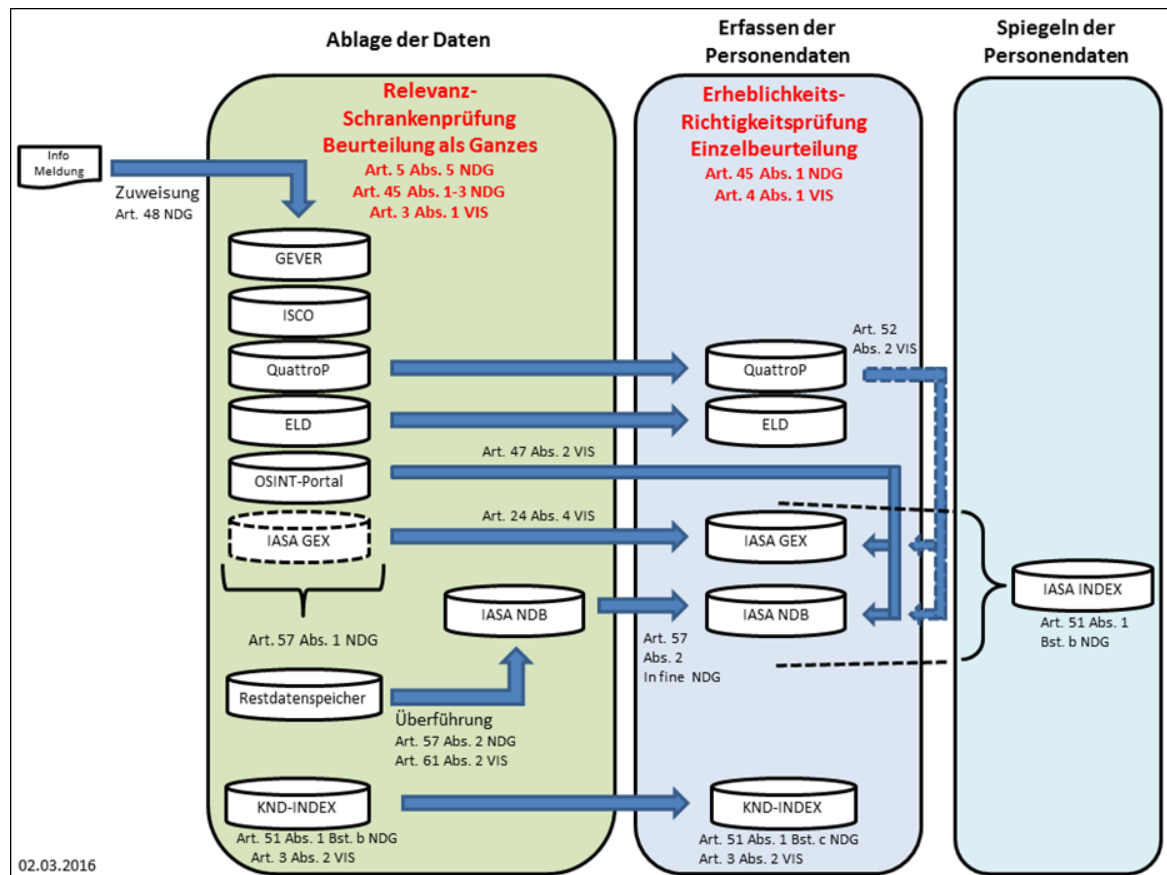 Ablage der Daten
Erfassen der
Personendaten
Spiegeln der
Personendaten
Info
Meldung
Zuweisung
Art. 48 NDG
Relevanz-
Schrankenprüfung
Beurteilung als Ganzes
Art. 5 Abs. 5 NDG
Art. 45 Abs. 1-3 NDG
Art. 3 Abs. 1 VIS
Erheblichkeits-
Richtigkeitsprüfung
Einzelbeurteilung
Art. 45 Abs. 1 NDG
Art. 4 Abs. 1 VIS
GEVER
ISCO
QuattroP
QuattroP
Art. 52
Abs. 2 VIS
ELD
ELD
Art. 47 Abs. 2 VIS
OSINT-Portal
IASA GEX
Art. 24 Abs. 4 VIS
IASA GEX
IASA NDB
IASA NDB
IASA INDEX
Art. 51 Abs. 1
Bst. b NDG
Art. 57 Abs. 1 NDG
Art. 57
Abs. 2
In fine NDG
Restdatenspeicher
Überführung
Art. 57 Abs. 2 NDG
Art. 61 Abs. 2 VIS
KND-INDEX
Art. 51 Abs. 1 Bst. b NDG
Art. 3 Abs. 2 VIS
KND-INDEX
Art. 51 Abs. 1 Bst. c NDG
Art. 3 Abs. 2 VIS
02.03.2016